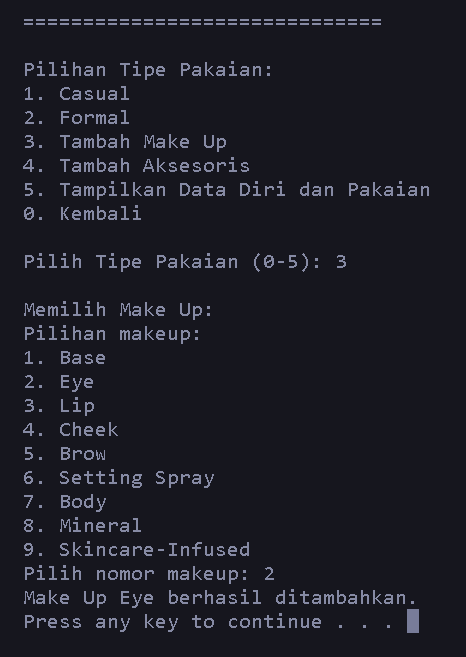 ==============================
Pilihan Tipe Pakaian:
1. Casual
2. Formal
3. Tambah Make Up
4. Tambah Aksesoris
5. Tampilkan Data Diri dan Pakaian
0. Kembali
Pilih Tipe Pakaian (0-5): 3
Memilih Make Up:
Pilihan makeup:
1. Base
2. Eye
3. Lip
4. Cheek
5. Brow
6. Setting Spray
7. Body
8. Mineral
9. Skincare-Infused
Pilih nomor makeup: 2
Make Up Eye berhasil ditambahkan.
Press any key to continue . . .